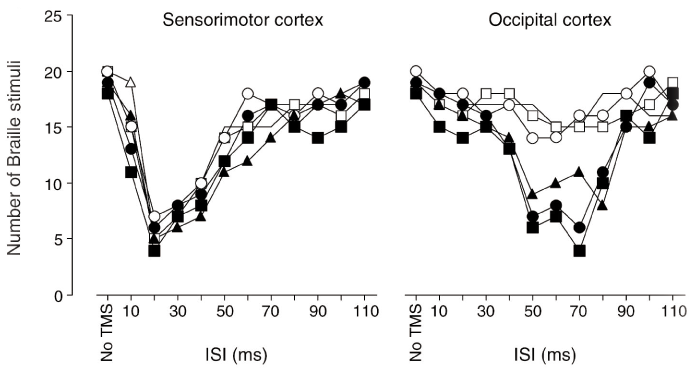 Sensorimotor cortex
Occipital cortex
Number of Braille stimuli
25
20
15
10
5
0
No TMS 10 30 50 70 90 110
No TMS 10 30 50 70 90 110
ISI (ms)
ISI (ms)